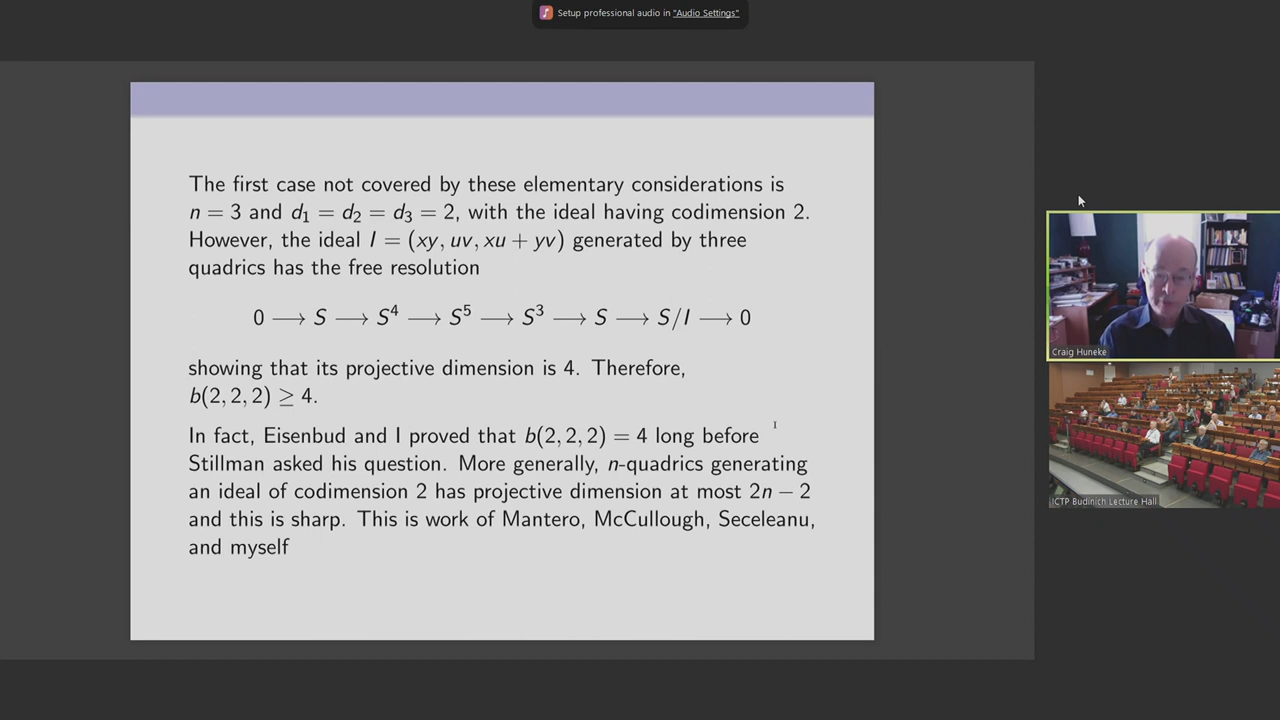 Setup professional audio in "Audio Settings"
The first case not covered by these elementary considerations is
n = 3 and d₁ = d₂ = d₃ = 2, with the ideal having codimension 2.
However, the ideal I = (xy, uv, xu + yv) generated by three
quadrics has the free resolution
0 ⟶ S ⟶ S⁴ ⟶ S⁵ ⟶ S³ ⟶ S ⟶ S/I ⟶ 0
showing that its projective dimension is 4. Therefore,
b(2, 2, 2) ≥ 4.
In fact, Eisenbud and I proved that b(2, 2, 2) = 4 long before
Stillman asked his question. More generally, n-quadrics generating
an ideal of codimension 2 has projective dimension at most 2n − 2
and this is sharp. This is work of Mantero, McCullough, Seceleanu,
and myself
Craig Huneke
ICTP Budinich Lecture Hall